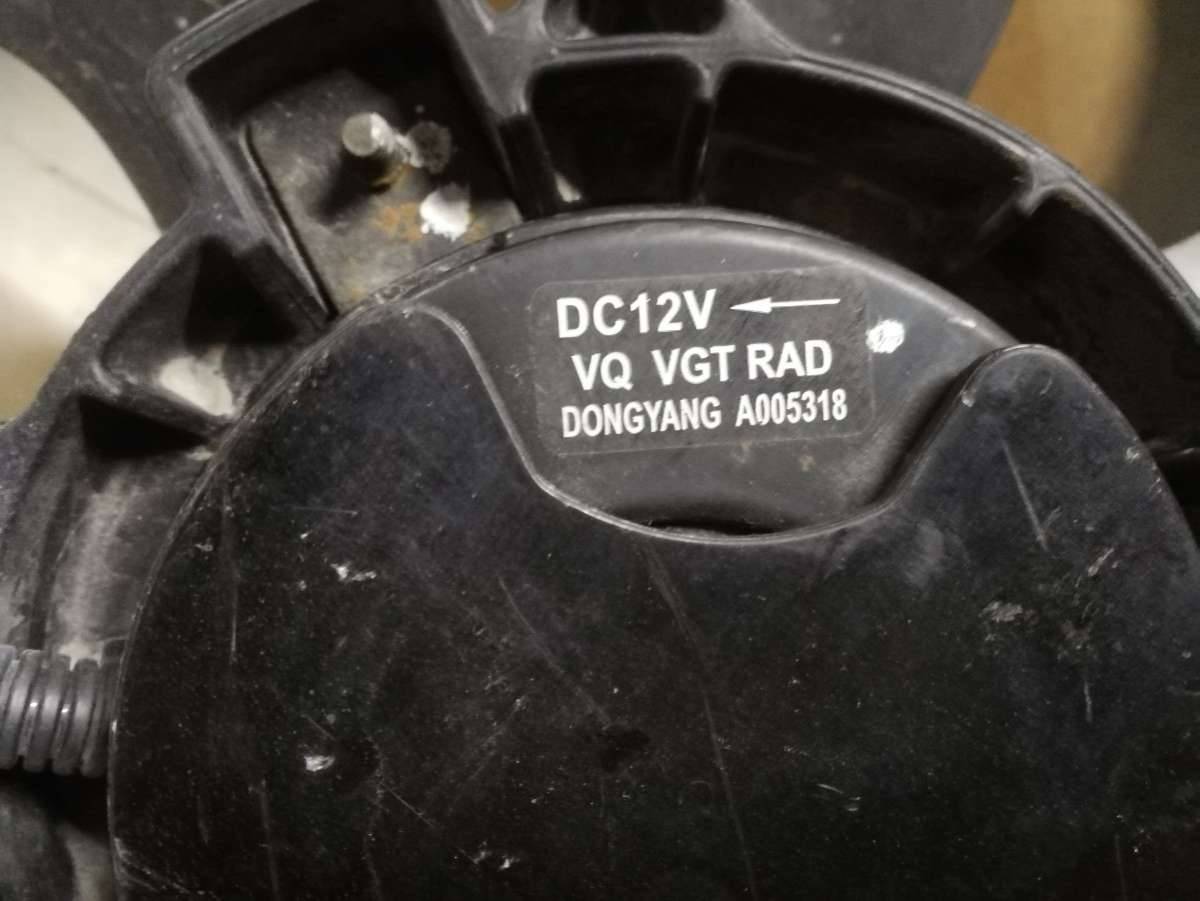 DC12V ←
VQ VGT RAD
DONGYANG A005318